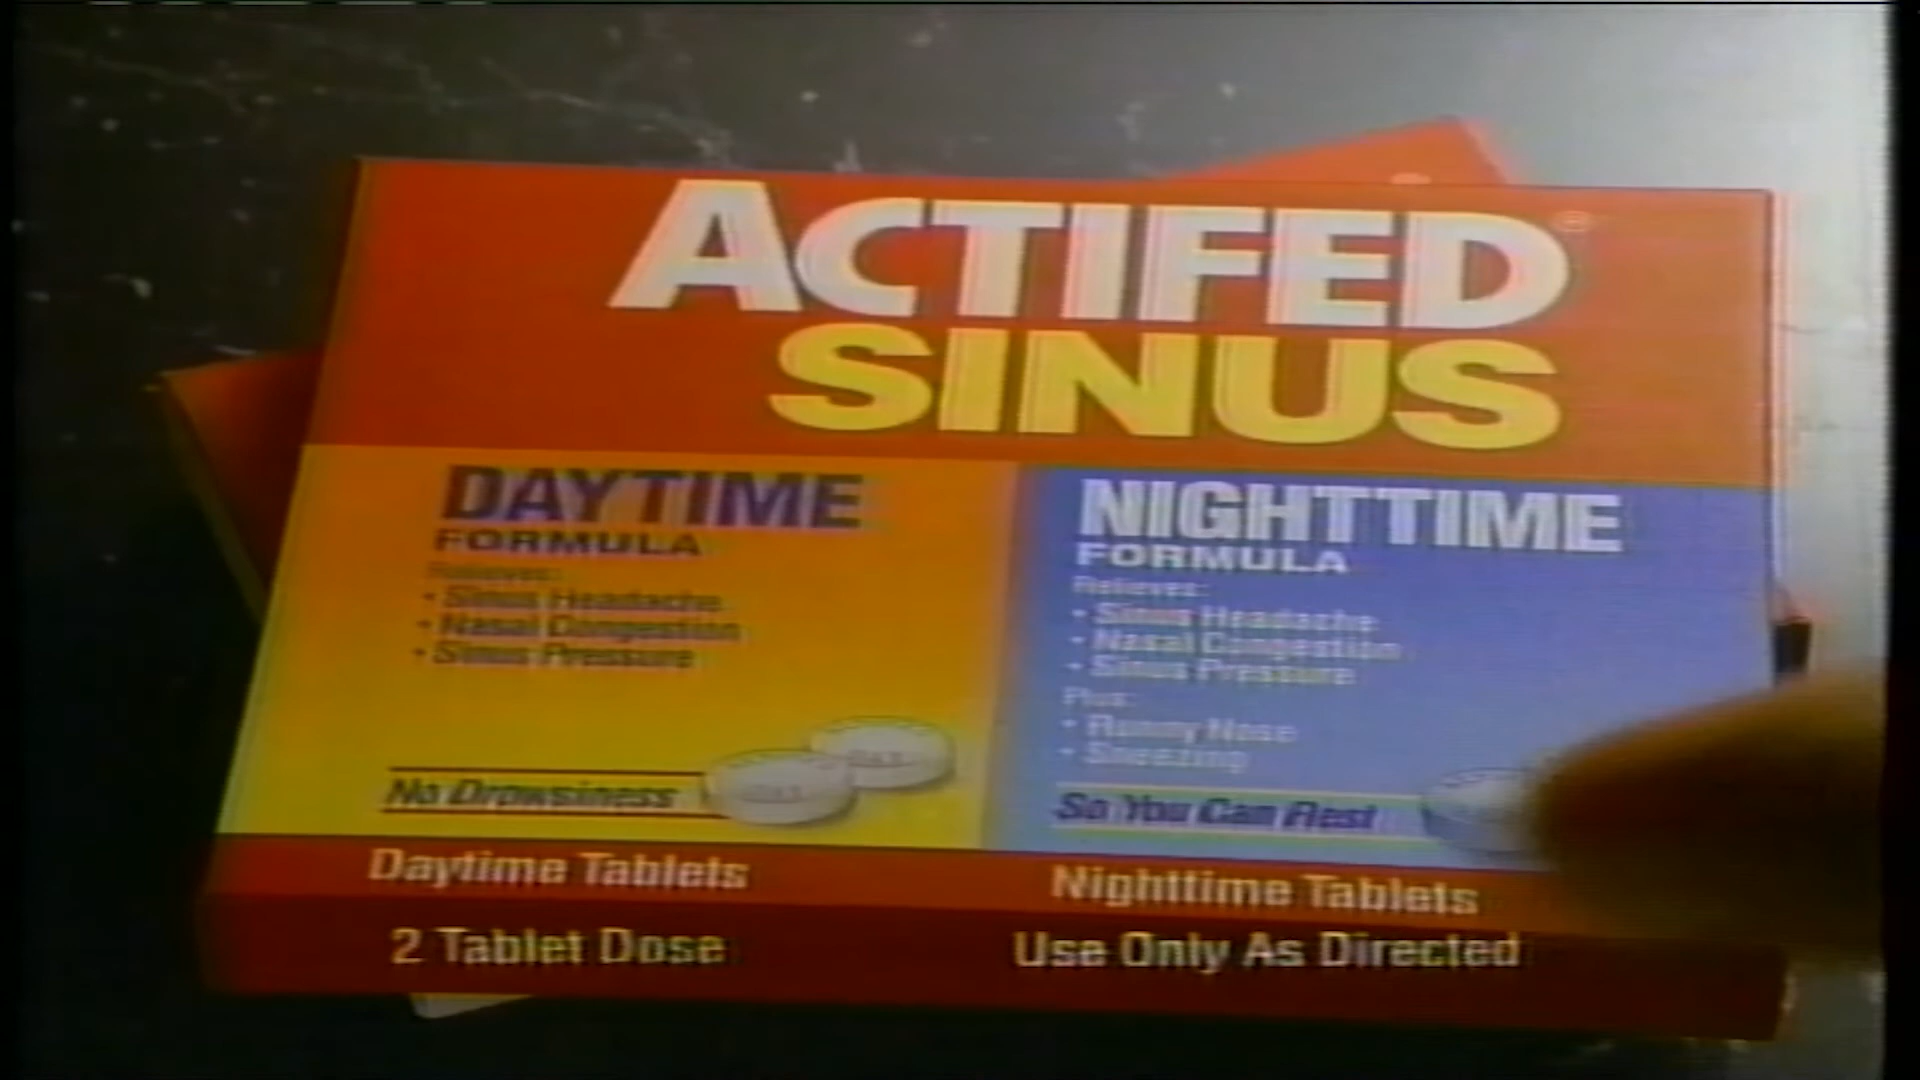 ACTIFED®
SINUS
DAYTIME
FORMULA
Relieves:
• Sinus Headache
• Nasal Congestion
• Sinus Pressure
No Drowsiness
NIGHTTIME
FORMULA
Relieves:
• Sinus Headache
• Nasal Congestion
• Sinus Pressure
Plus:
• Runny Nose
• Sneezing
So You Can Rest
Daytime Tablets
Nighttime Tablets
2 Tablet Dose
Use Only As Directed